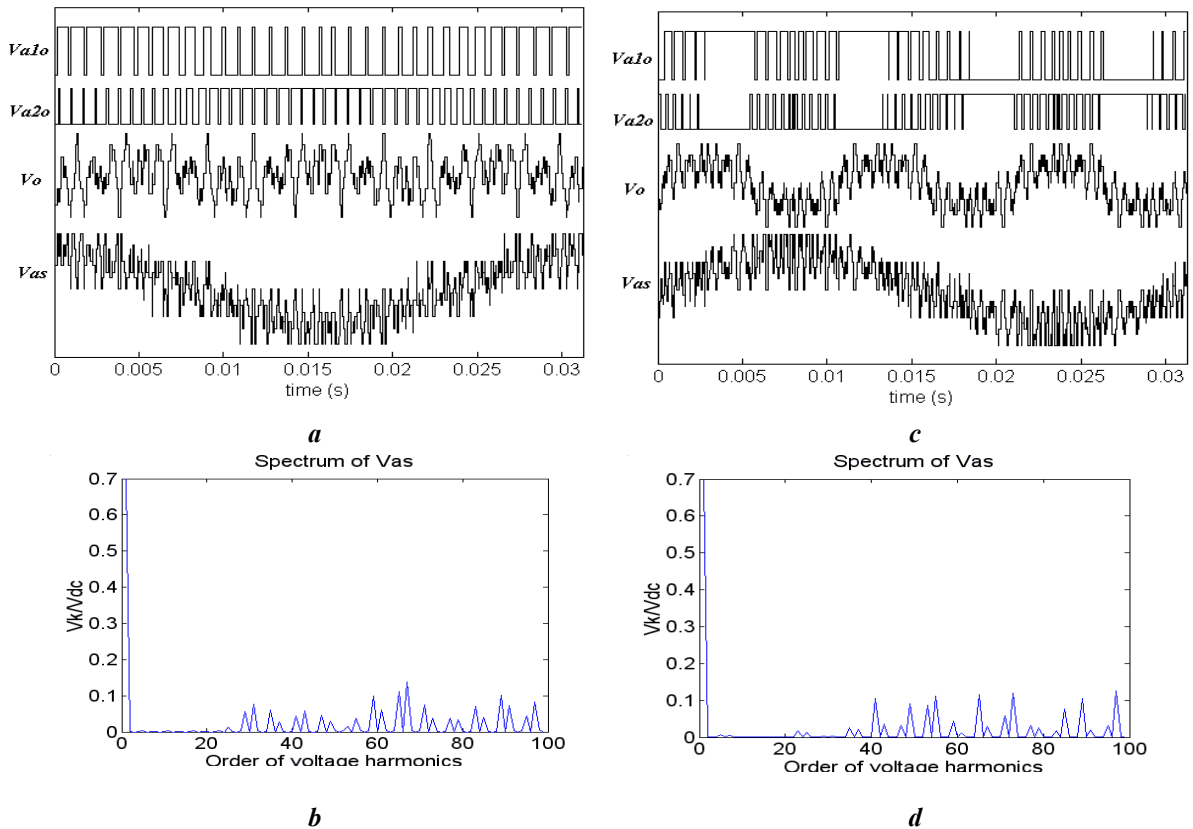 Va1o
Va2o
Vo
Vas
0 0.005 0.01 0.015 0.02 0.025 0.03
time (s)
a
Va1o
Va2o
Vo
Vas
0 0.005 0.01 0.015 0.02 0.025 0.03
time (s)
c
Spectrum of Vas
0.7
0.6
0.5
0.4
0.3
0.2
0.1
0
Vk/Vdc
0 20 40 60 80 100
Order of voltage harmonics
b
Spectrum of Vas
0.7
0.6
0.5
0.4
0.3
0.2
0.1
0
Vk/Vdc
0 20 40 60 80 100
Order of voltage harmonics
d